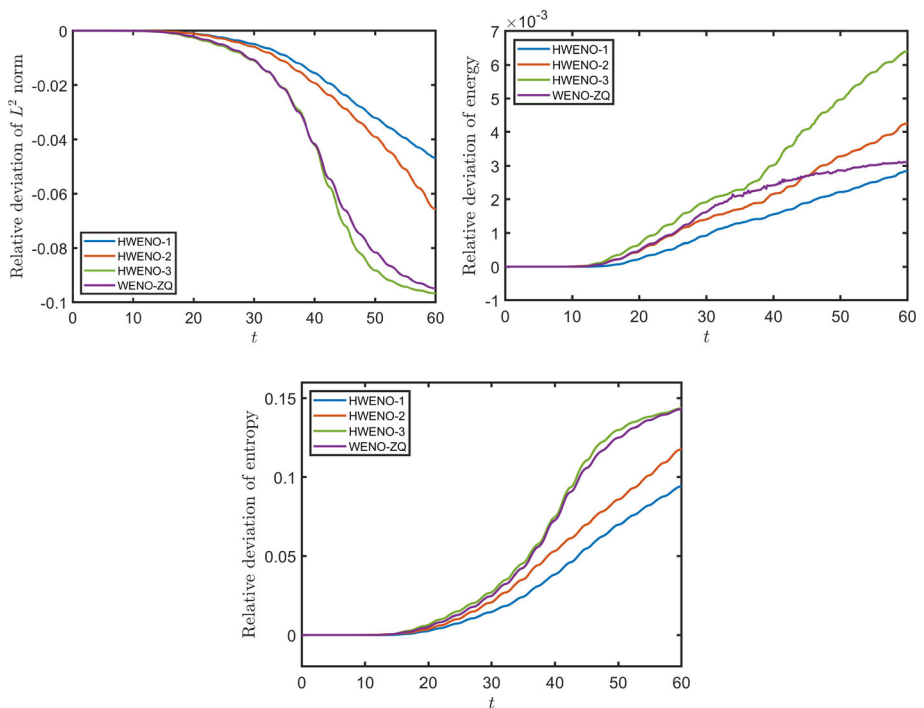 Relative deviation of L² norm
0
-0.02
-0.04
-0.06
-0.08
-0.1
HWENO-1
HWENO-2
HWENO-3
WENO-ZQ
0 10 20 30 40 50 60
t
Relative deviation of energy
×10⁻³
7
6
5
4
3
2
1
0
-1
HWENO-1
HWENO-2
HWENO-3
WENO-ZQ
0 10 20 30 40 50 60
t
Relative deviation of entropy
0.15
0.1
0.05
0
HWENO-1
HWENO-2
HWENO-3
WENO-ZQ
0 10 20 30 40 50 60
t